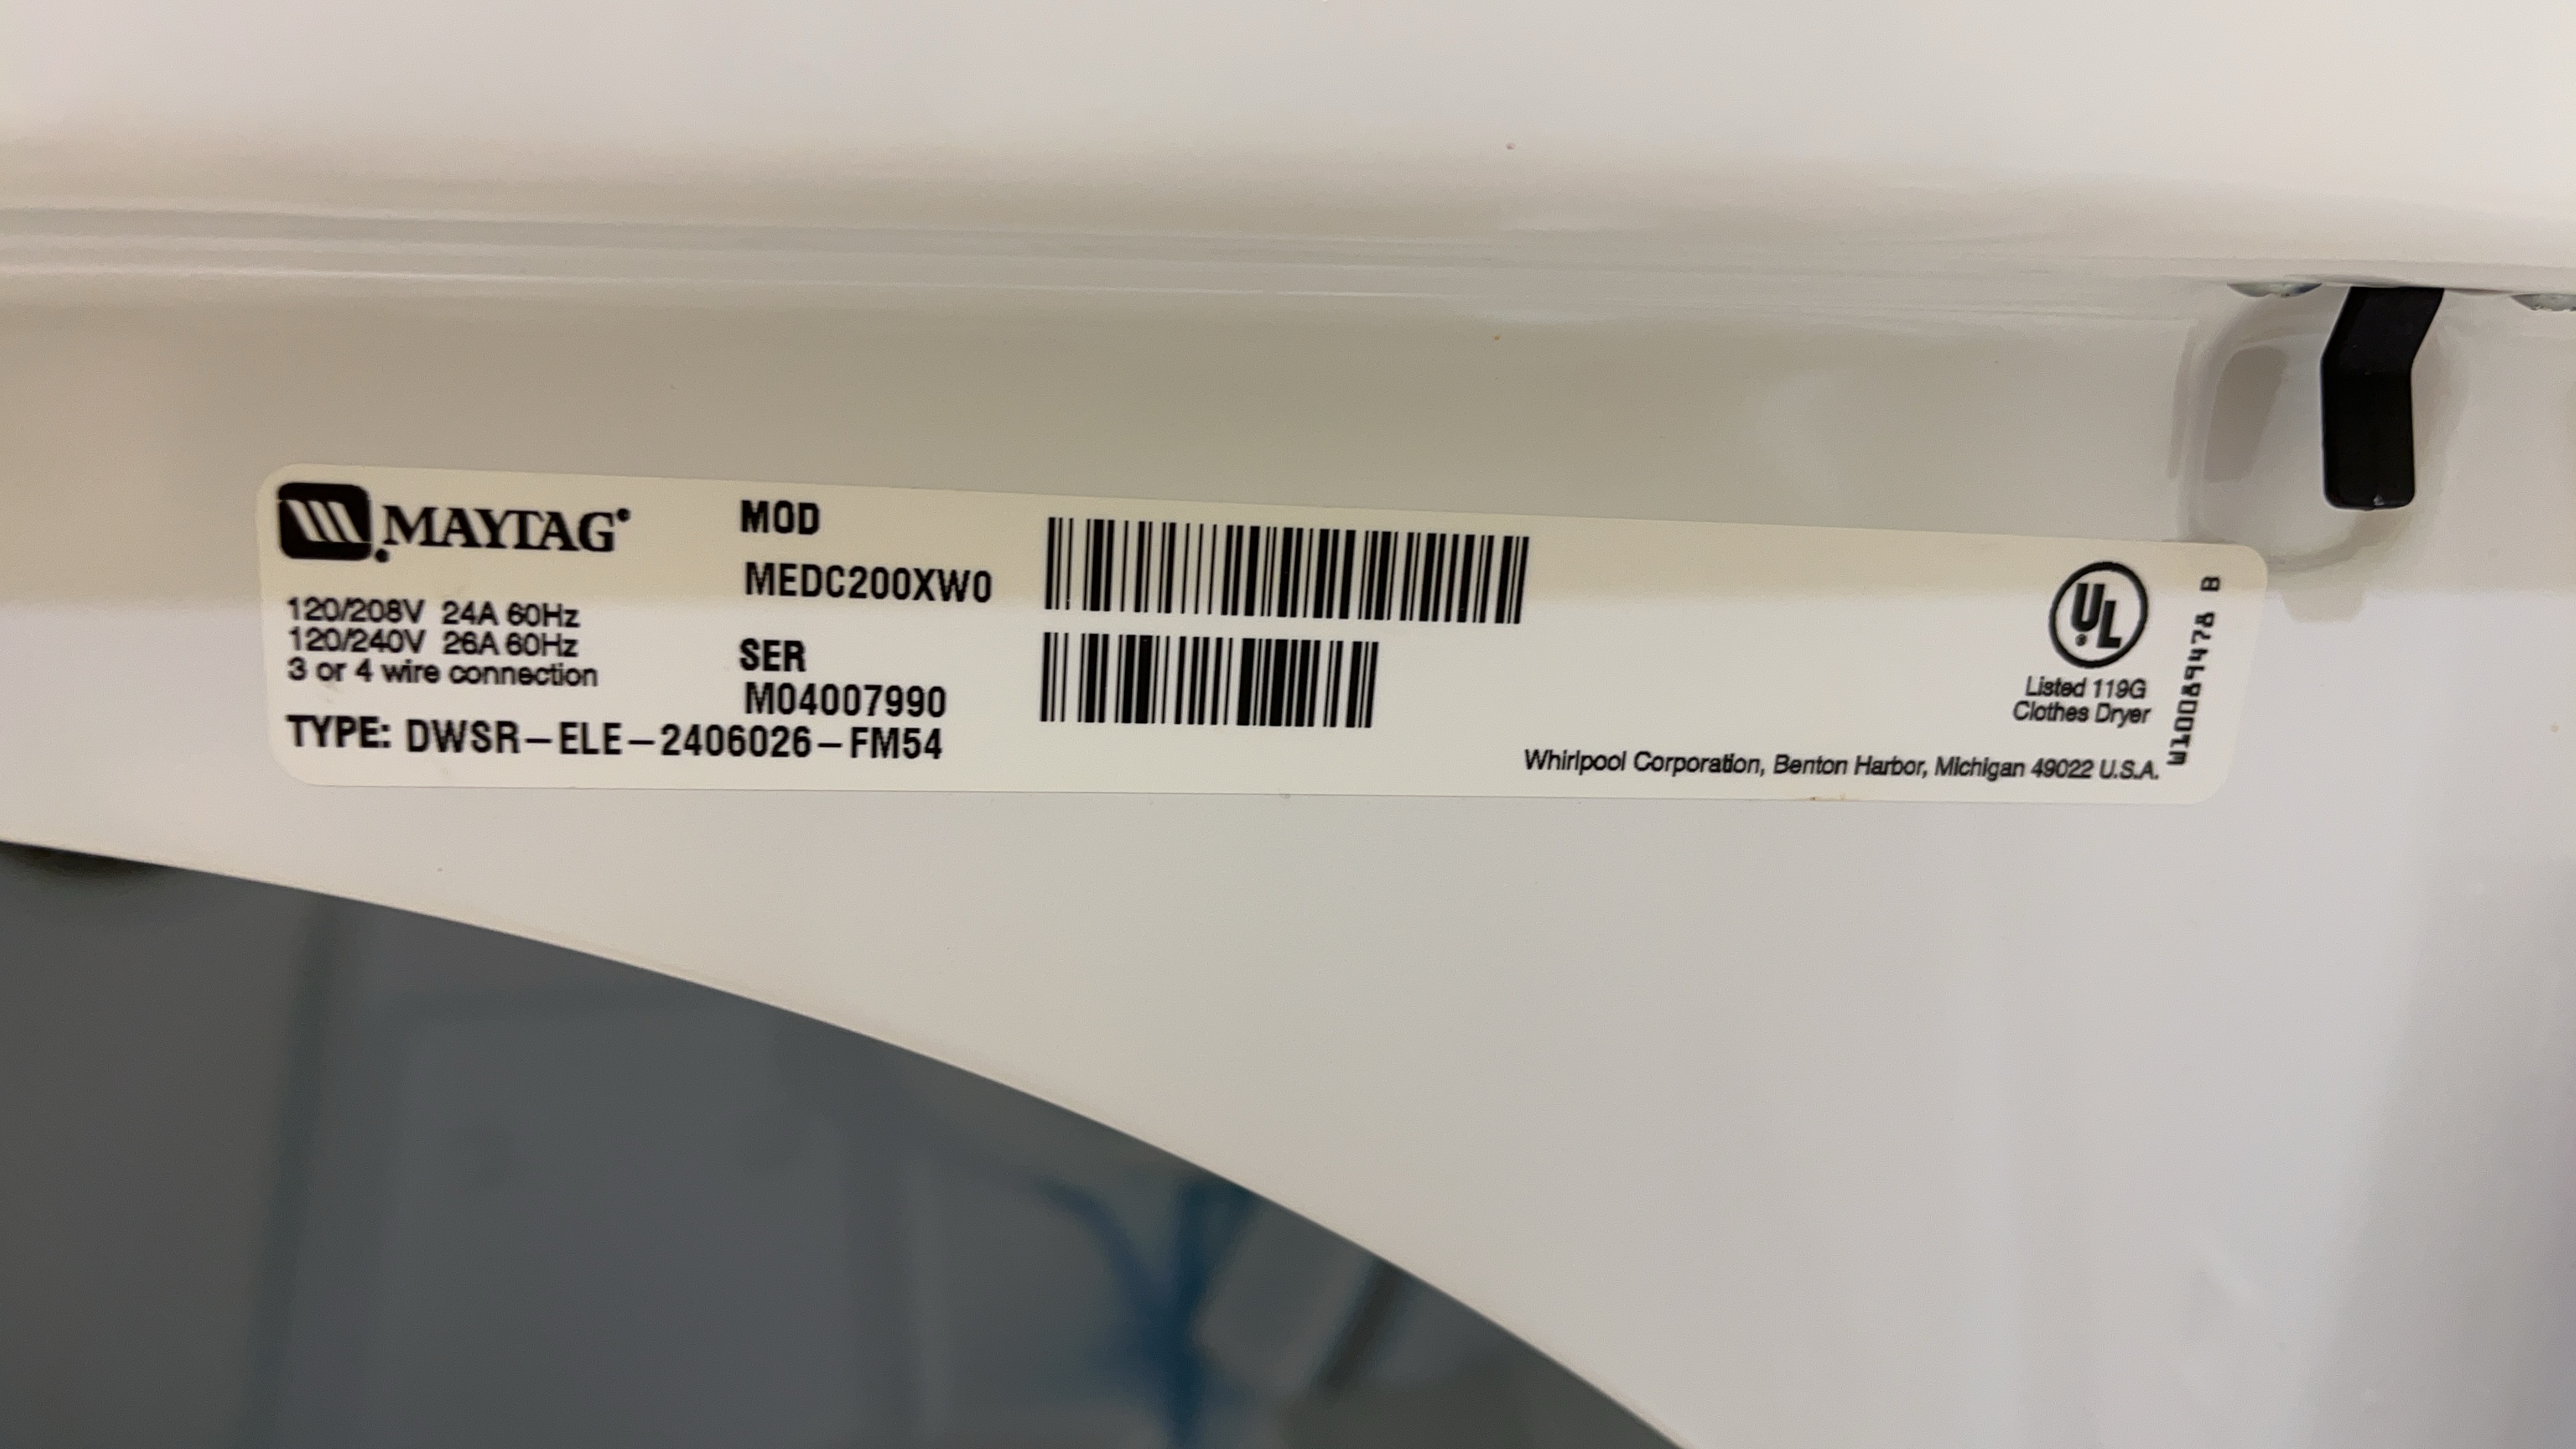 MAYTAG®
120/208V 24A 60Hz
120/240V 26A 60Hz
3 or 4 wire connection
TYPE: DWSR-ELE-2406026-FM54
MOD
MEDC200XW0
SER
M04007990
UL®
Listed 119G
Clothes Dryer
Whirlpool Corporation, Benton Harbor, Michigan 49022 U.S.A.
W10089478 B